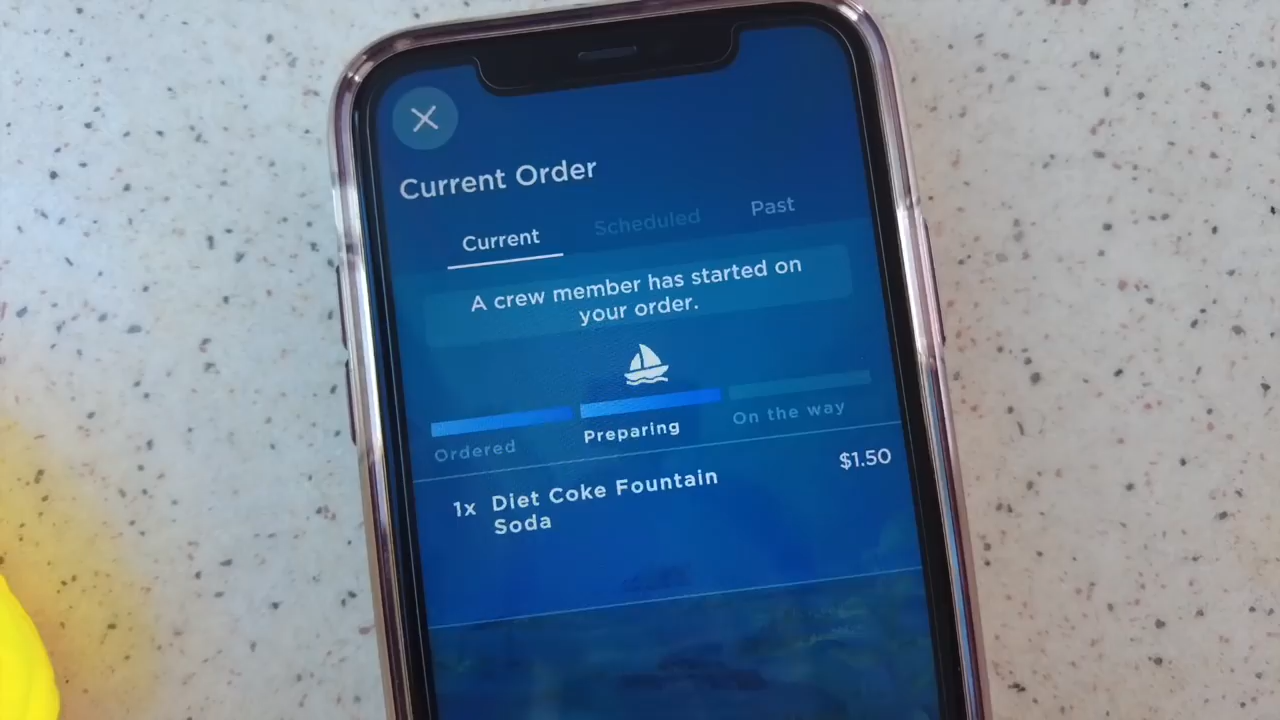 Current Order
Current Scheduled Past
A crew member has started on
your order.
Ordered Preparing On the way
1x Diet Coke Fountain $1.50
Soda